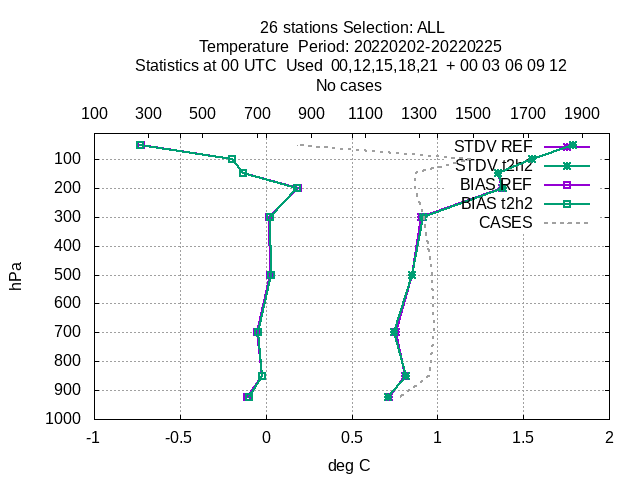 26 stations Selection: ALL
Temperature  Period: 20220202-20220225
Statistics at 00 UTC  Used  00,12,15,18,21  + 00 03 06 09 12
No cases
100 300 500 700 900 1100 1300 1500 1700 1900
STDV REF
STDV t2h2
BIAS REF
BIAS t2h2
CASES
100
200
300
400
500
600
700
800
900
1000
hPa
-1 -0.5 0 0.5 1 1.5 2
deg C